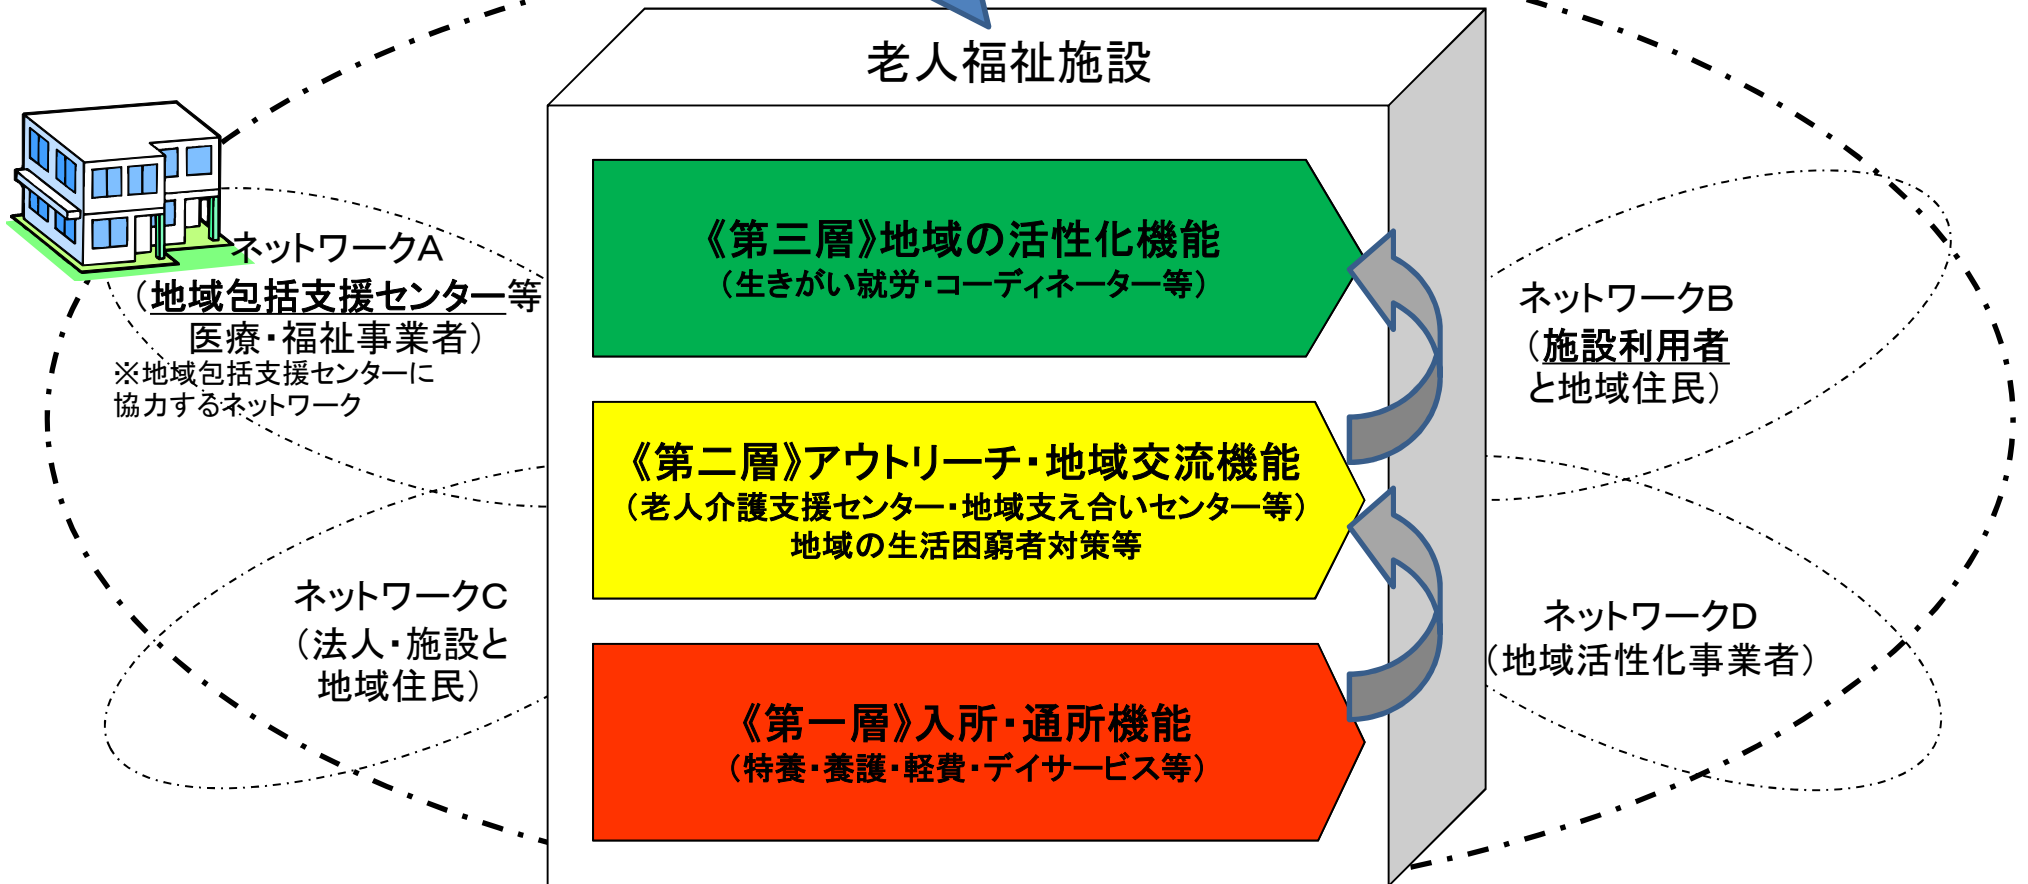 老人福祉施設
《第三層》地域の活性化機能
（生きがい就労・コーディネーター等）
ネットワークA
（地域包括支援センター等
医療・福祉事業者）
※地域包括支援センターに
協力するネットワーク
ネットワークB
（施設利用者
と地域住民）
《第二層》アウトリーチ・地域交流機能
（老人介護支援センター・地域支え合いセンター等）
地域の生活困窮者対策等
ネットワークC
（法人・施設と
地域住民）
ネットワークD
（地域活性化事業者）
《第一層》入所・通所機能
（特養・養護・軽費・デイサービス等）